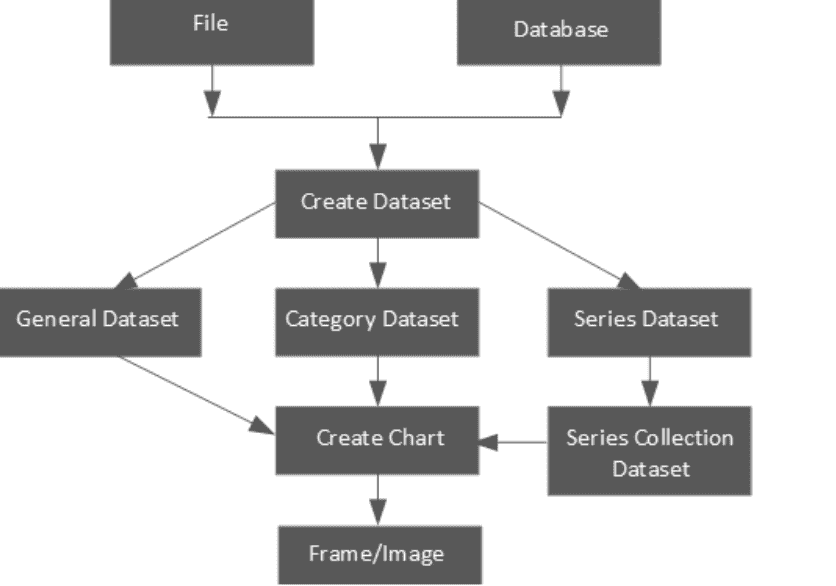 File
Database
Create Dataset
General Dataset
Category Dataset
Series Dataset
Create Chart
Series Collection
Dataset
Frame/Image